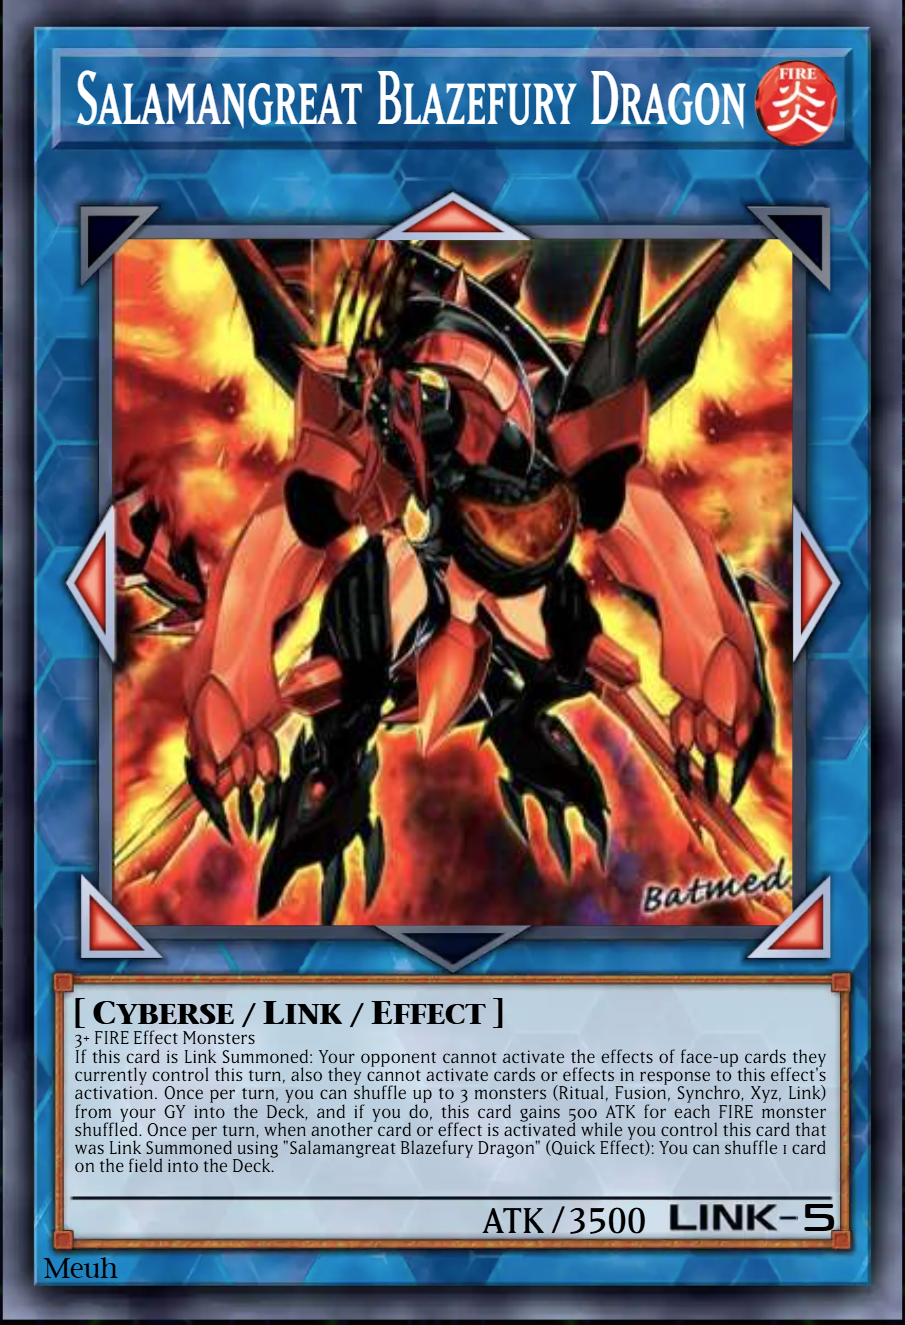 Salamangreat Blazefury Dragon
FIRE
炎
Batmed
[ Cyberse / Link / Effect ]
3+ FIRE Effect Monsters
If this card is Link Summoned: Your opponent cannot activate the effects of face-up cards they
currently control this turn, also they cannot activate cards or effects in response to this effect's
activation. Once per turn, you can shuffle up to 3 monsters (Ritual, Fusion, Synchro, Xyz, Link)
from your GY into the Deck, and if you do, this card gains 500 ATK for each FIRE monster
shuffled. Once per turn, when another card or effect is activated while you control this card that
was Link Summoned using "Salamangreat Blazefury Dragon" (Quick Effect): You can shuffle 1 card
on the field into the Deck.
ATK / 3500 LINK-5
Meuh